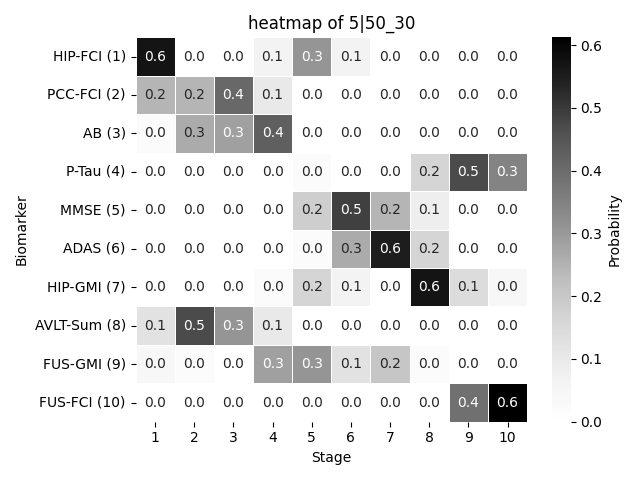 heatmap of 5|50_30
HIP-FCI (1) 0.6 0.0 0.0 0.1 0.3 0.1 0.0 0.0 0.0 0.0
PCC-FCI (2) 0.2 0.2 0.4 0.1 0.0 0.0 0.0 0.0 0.0 0.0
AB (3) 0.0 0.3 0.3 0.4 0.0 0.0 0.0 0.0 0.0 0.0
P-Tau (4) 0.0 0.0 0.0 0.0 0.0 0.0 0.0 0.2 0.5 0.3
MMSE (5) 0.0 0.0 0.0 0.0 0.2 0.5 0.2 0.1 0.0 0.0
ADAS (6) 0.0 0.0 0.0 0.0 0.0 0.3 0.6 0.2 0.0 0.0
HIP-GMI (7) 0.0 0.0 0.0 0.0 0.2 0.1 0.0 0.6 0.1 0.0
AVLT-Sum (8) 0.1 0.5 0.3 0.1 0.0 0.0 0.0 0.0 0.0 0.0
FUS-GMI (9) 0.0 0.0 0.0 0.3 0.3 0.1 0.2 0.0 0.0 0.0
FUS-FCI (10) 0.0 0.0 0.0 0.0 0.0 0.0 0.0 0.0 0.4 0.6
1 2 3 4 5 6 7 8 9 10
Stage
Biomarker
0.6
0.5
0.4
0.3
0.2
0.1
0.0
Probability